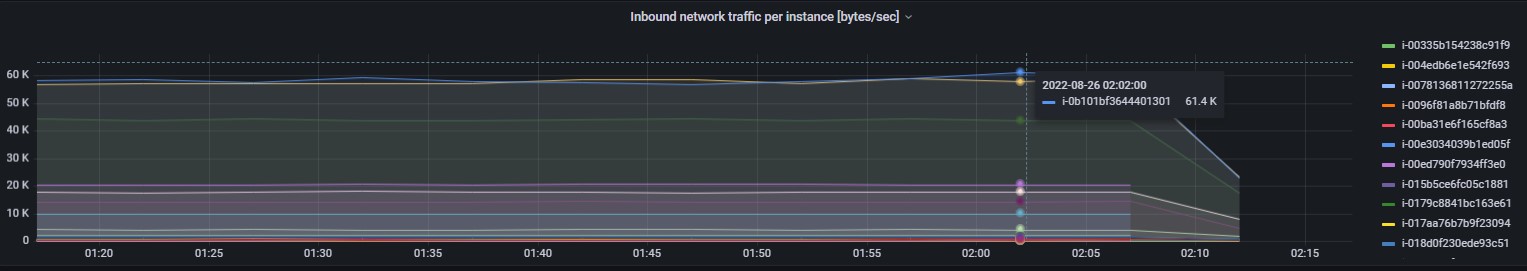 Inbound network traffic per instance [bytes/sec]
60 K
50 K
40 K
30 K
20 K
10 K
0
01:20 01:25 01:30 01:35 01:40 01:45 01:50 01:55 02:00 02:05 02:10 02:15
2022-08-26 02:02:00
i-0b101bf3644401301 61.4 K
i-00335b154238c91f9
i-004edb6e1e542f693
i-0078136811272255a
i-0096f81a8b71bfdf8
i-00ba31e6f165cf8a3
i-00e3034039b1ed05f
i-00ed790f7934ff3e0
i-015b5ce6fc05c1881
i-0179c8841bc163e61
i-017aa76b7b9f23094
i-018d0f230ede93c51